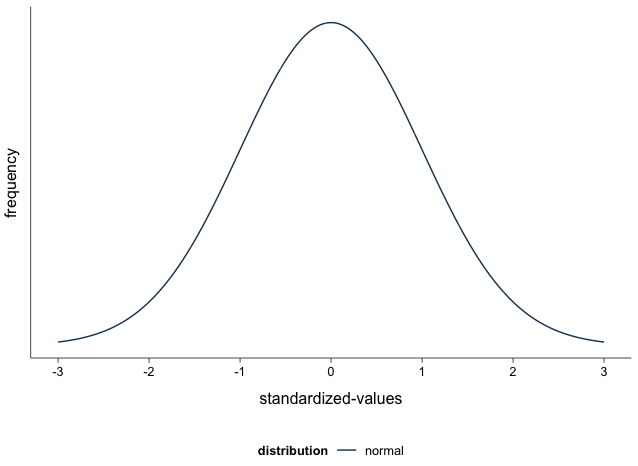 frequency
-3 -2 -1 0 1 2 3
standardized-values
distribution normal